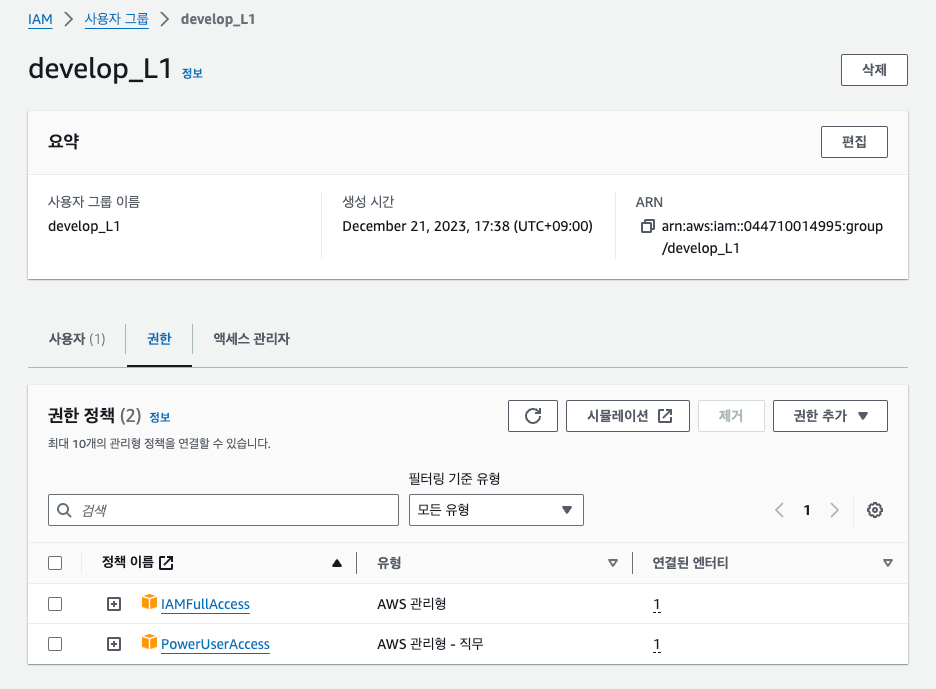 IAM > 사용자 그룹 > develop_L1
develop_L1 정보
삭제
요약
편집
사용자 그룹 이름
develop_L1
생성 시간
December 21, 2023, 17:38 (UTC+09:00)
ARN
arn:aws:iam::044710014995:group
/develop_L1
사용자 (1)
권한
액세스 관리자
권한 정책 (2) 정보
최대 10개의 관리형 정책을 연결할 수 있습니다.
시뮬레이션
제거
권한 추가
필터링 기준 유형
검색
모든 유형
1
정책 이름 유형 연결된 엔터티
IAMFullAccess AWS 관리형 1
PowerUserAccess AWS 관리형 - 직무 1